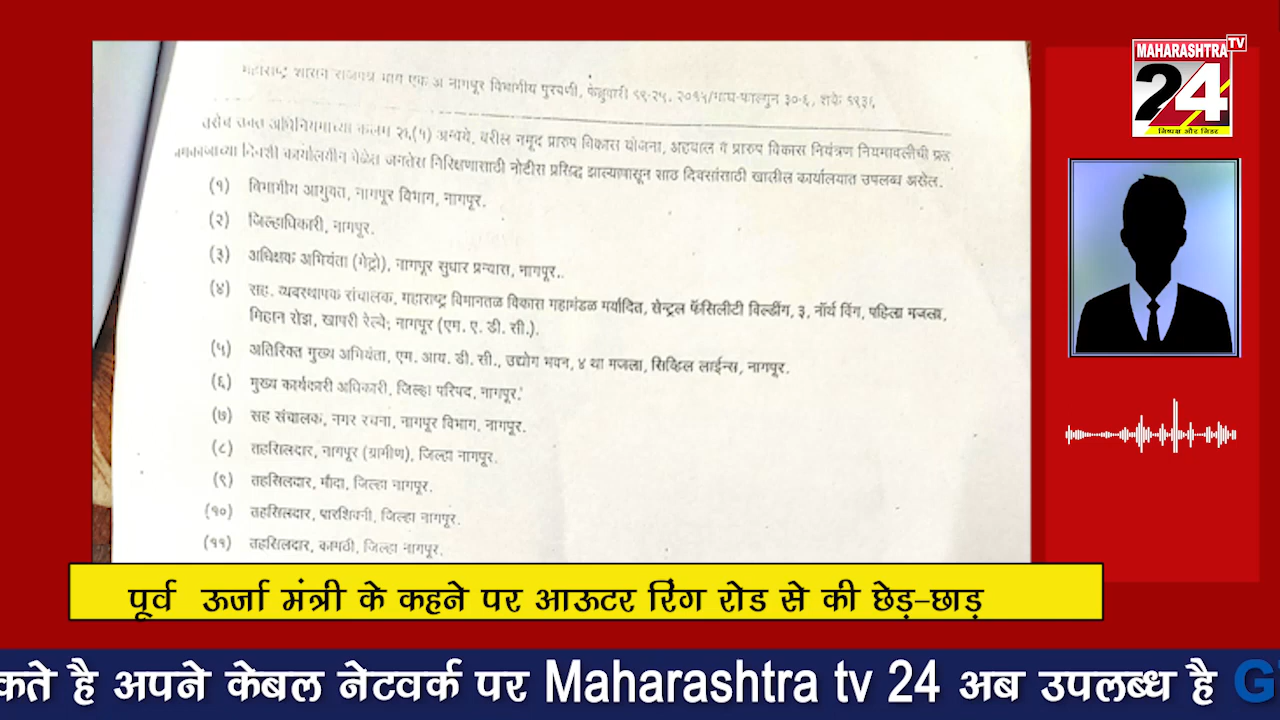 MAHARASHTRA TV
24
निष्पक्ष और निडर
महाराष्ट्र शासन राजपत्र भाग एक अ नागपूर विभागीय पुरवणी, फेब्रुवारी १९-२५, २०१५/माघ-फाल्गुन ३०-६, शके १९३६
तसेच उक्त अधिनियमाच्या कलम २६(१) अन्वये, वरील नमूद प्रारुप विकास योजना, अहवाल व प्रारुप विकास नियंत्रण नियमावलीची प्रत
कामकाजाच्या दिवशी कार्यालयीन वेळेत जनतेस निरिक्षणासाठी नोटीस प्रसिद्ध झाल्यापासून साठ दिवसांसाठी खालील कार्यालयात उपलब्ध असेल.
(१) विभागीय आयुक्त, नागपूर विभाग, नागपूर.
(२) जिल्हाधिकारी, नागपूर.
(३) अधिक्षक अभियंता (मेट्रो), नागपूर सुधार प्रन्यास, नागपूर..
(४) सह. व्यवस्थापक संचालक, महाराष्ट्र विमानतळ विकास महामंडळ मर्यादित, सेन्ट्रल फॅसिलीटी विल्डींग, ३, नॉर्थ विंग, पहिला मजला,
मिहान रोड, खापरी रेल्वे; नागपूर (एम. ए. डी. सी.).
(५) अतिरिक्त मुख्य अभियंता, एम. आय. डी. सी., उद्योग भवन, ४ था मजला, सिव्हिल लाईन्स, नागपूर.
(६) मुख्य कार्यकारी अधिकारी, जिल्हा परिषद, नागपूर.
(७) सह संचालक, नगर रचना, नागपूर विभाग, नागपूर.
(८) तहसिलदार, नागपूर (ग्रामीण), जिल्हा नागपूर.
(९) तहसिलदार, मौदा, जिल्हा नागपूर.
(१०) तहसिलदार, पारशिवनी, जिल्हा नागपूर.
(११) तहसिलदार, कामठी, जिल्हा नागपूर.
पूर्व ऊर्जा मंत्री के कहने पर आऊटर रिंग रोड से की छेड़-छाड़
कते है अपने केबल नेटवर्क पर Maharashtra tv 24 अब उपलब्ध है G